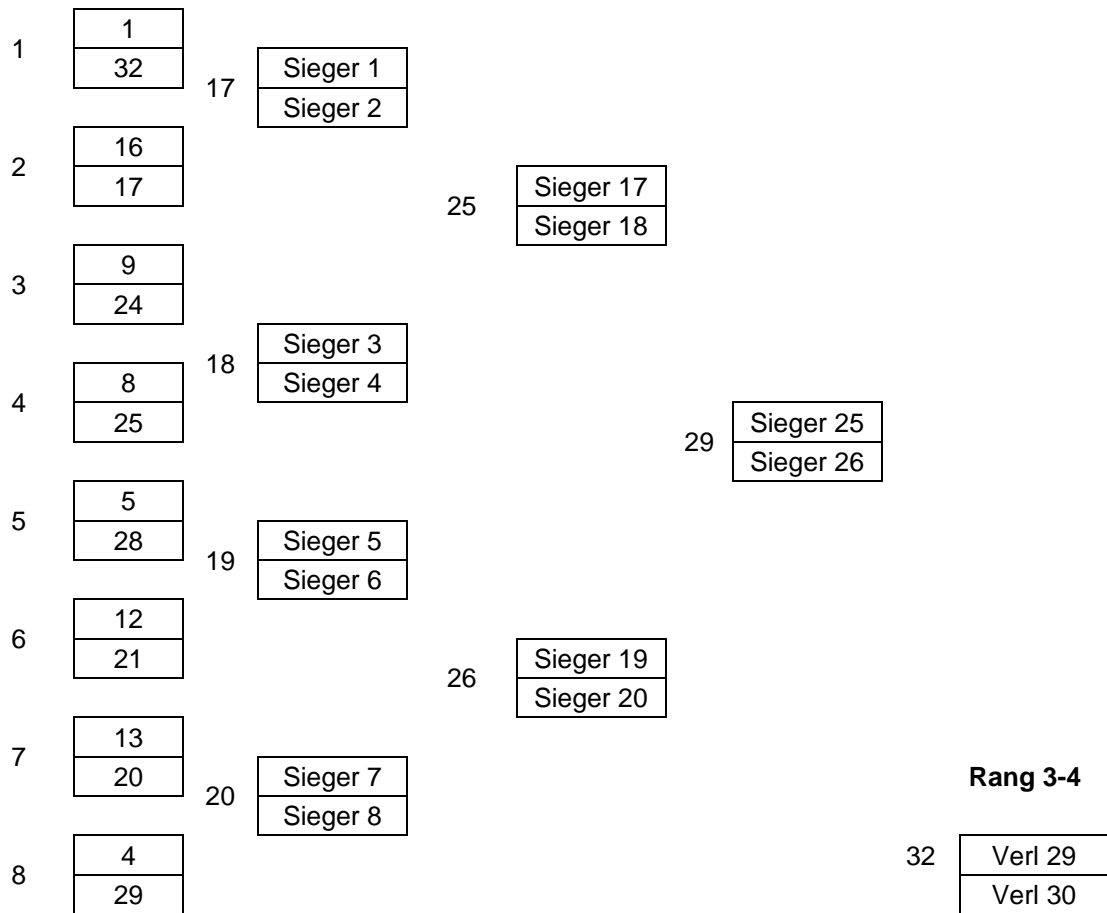 1
1
32
17
Sieger 1
Sieger 2
2
16
17
25
Sieger 17
Sieger 18
3
9
24
18
Sieger 3
Sieger 4
4
8
25
29
Sieger 25
Sieger 26
5
5
28
19
Sieger 5
Sieger 6
6
12
21
26
Sieger 19
Sieger 20
7
13
20
20
Sieger 7
Sieger 8
Rang 3-4
8
4
29
32
Verl 29
Verl 30